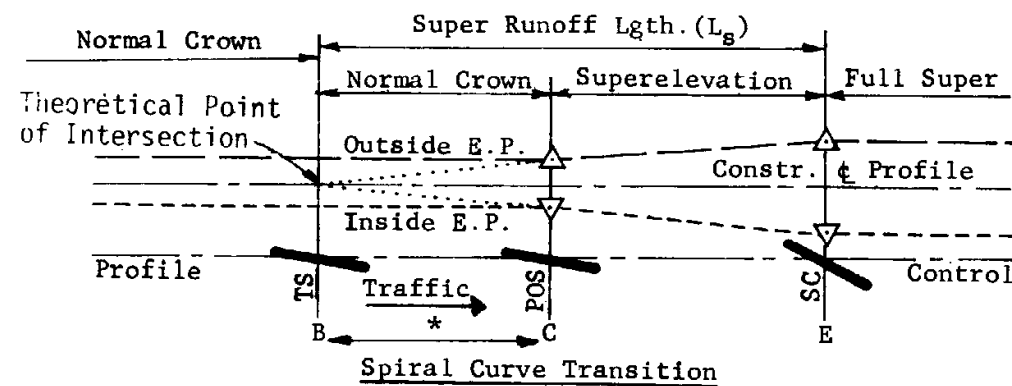 Super Runoff Lgth.(Ls)
Normal Crown
Normal Crown
Superelevation
Full Super
Theoretical Point
of Intersection
Outside E.P.
Constr. ℄ Profile
Inside E.P.
Profile
TS
Traffic
POS
SC
Control
B
*
C
E
Spiral Curve Transition